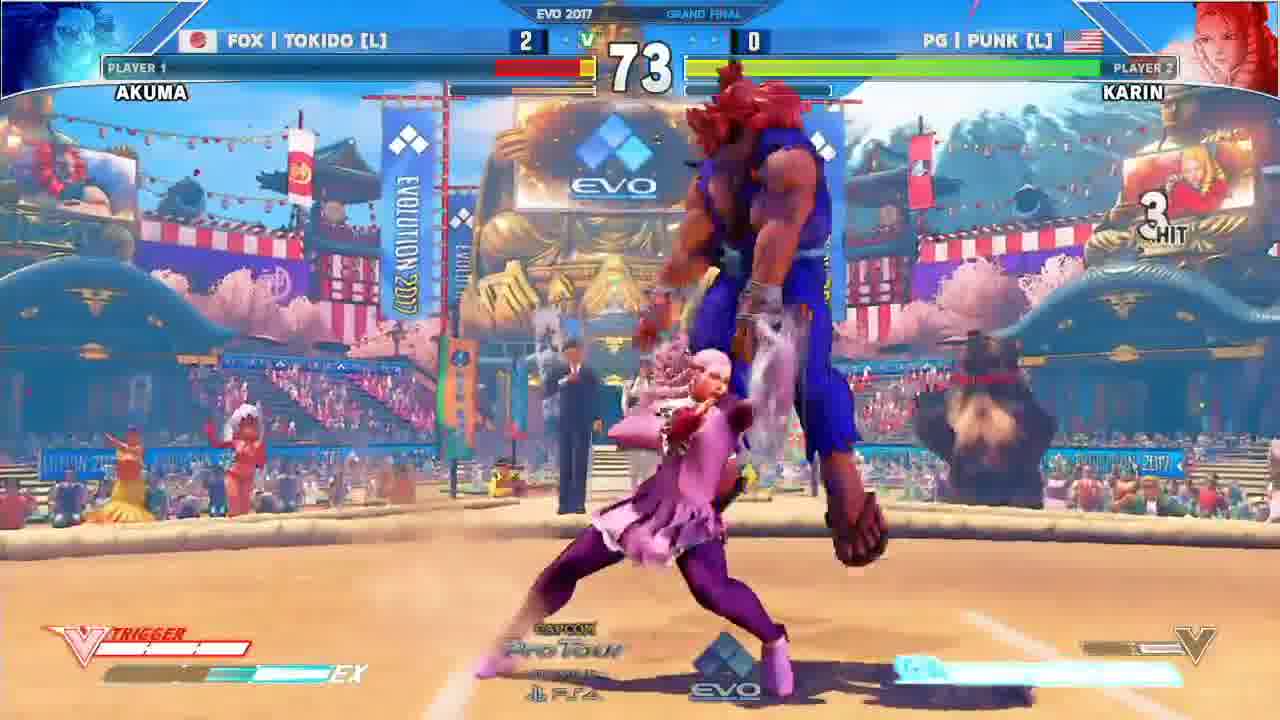 EVO 2017 GRAND FINAL
FOX | TOKIDO [L] 2 V 73 0 PG | PUNK [L]
PLAYER 1 PLAYER 2
AKUMA KARIN
EVO
EVOLUTION 2017
3 HIT
V TRIGGER
EX
V
CAPCOM
Pro Tour
PS4
EVO